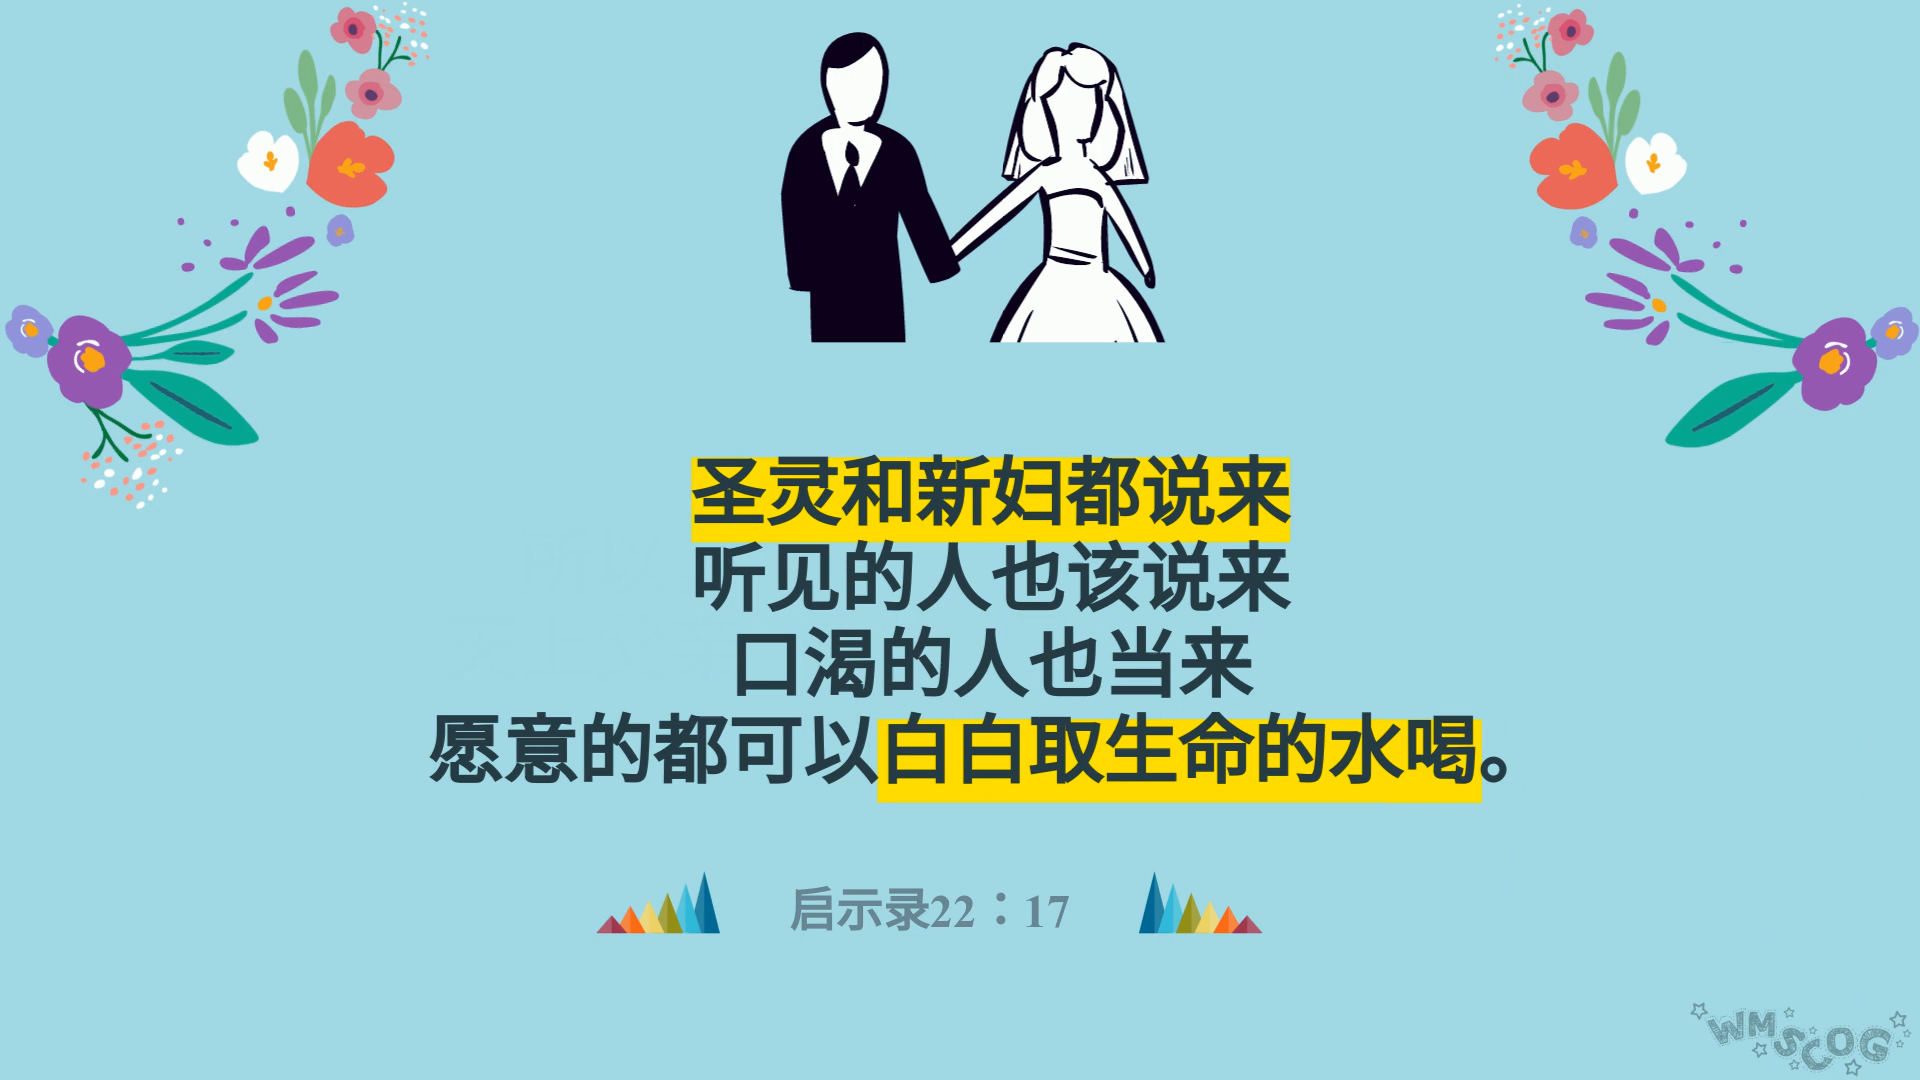 圣灵和新妇都说来
听见的人也该说来
口渴的人也当来
愿意的都可以白白取生命的水喝。
启示录22：17
WMSCOG